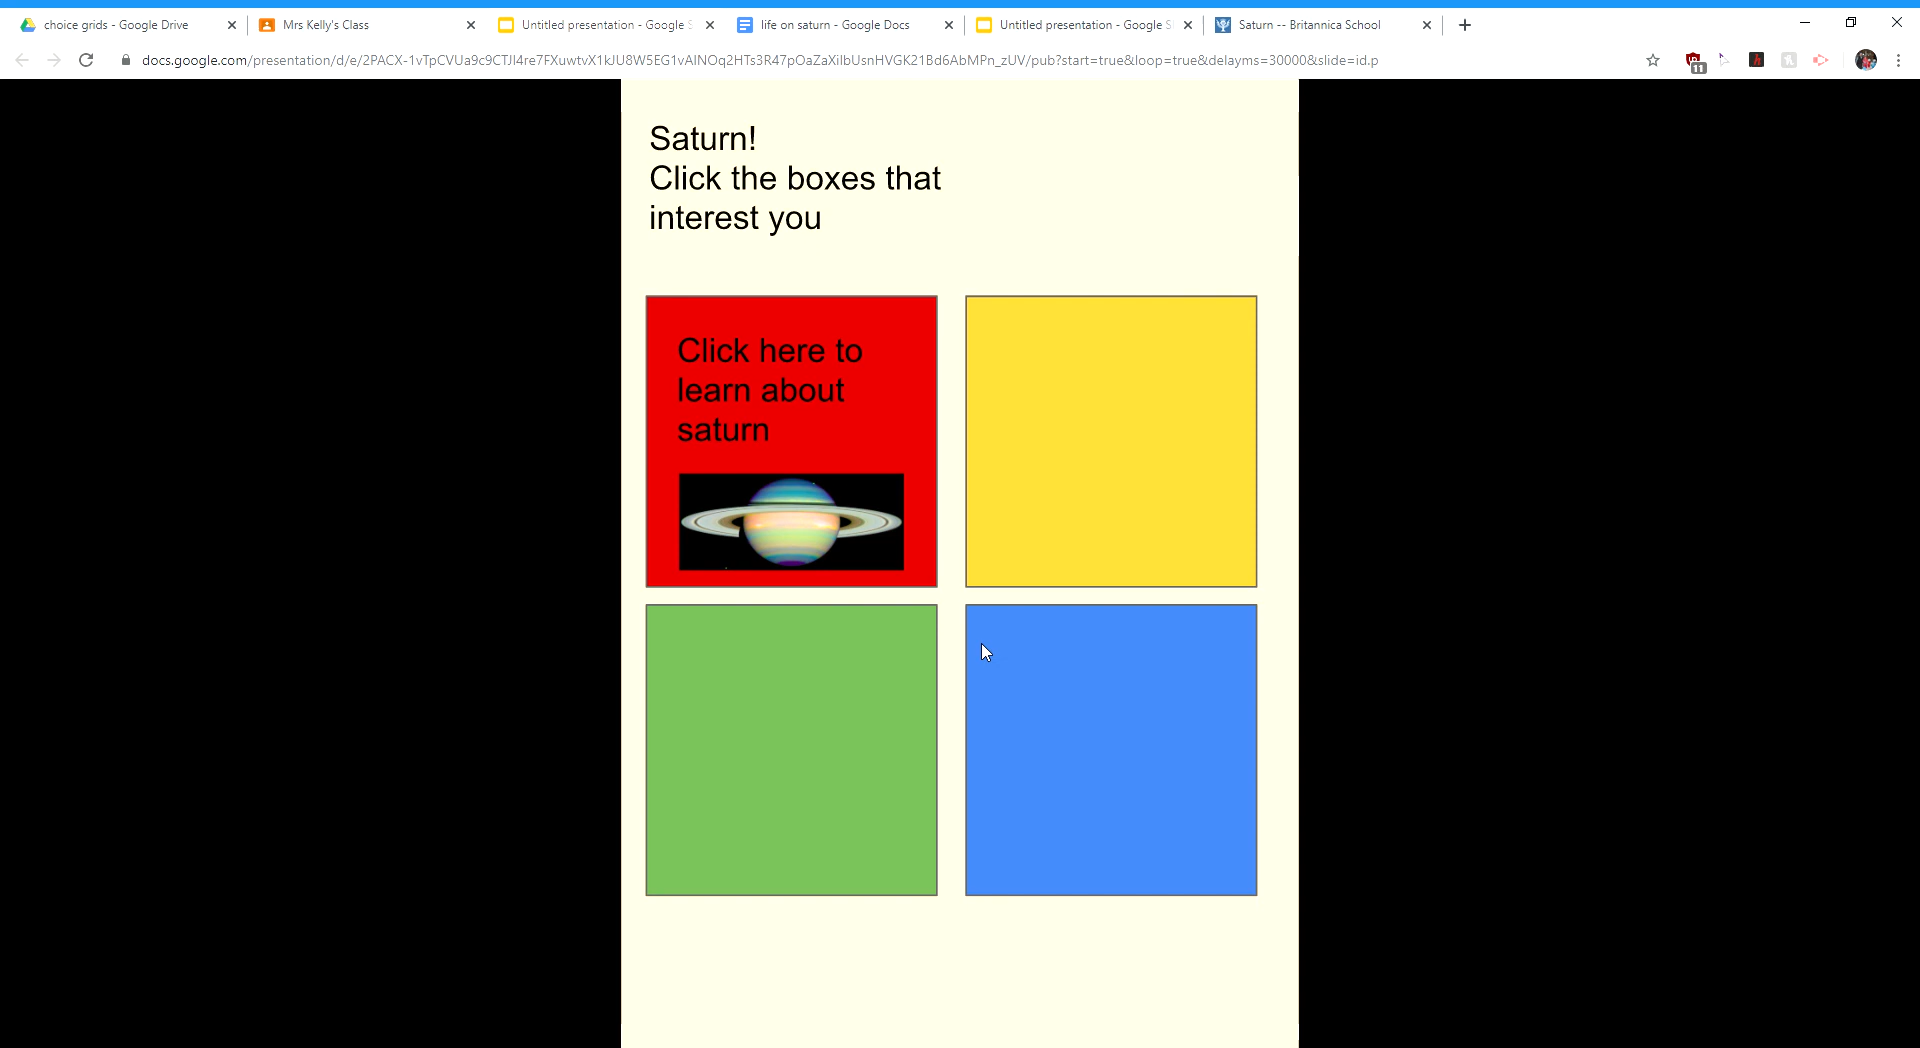 choice grids - Google Drive
Mrs Kelly's Class
Untitled presentation - Google S
life on saturn - Google Docs
Untitled presentation - Google S
Saturn -- Britannica School
docs.google.com/presentation/d/e/2PACX-1vTpCVUa9c9CTJI4re7FXuwtvX1kJU8W5EG1vAINOq2HTs3R47pOaZaXiIbUsnHVGK21Bd6AbMPn_zUV/pub?start=true&loop=true&delayms=30000&slide=id.p
11
Saturn!
Click the boxes that
interest you
Click here to
learn about
saturn